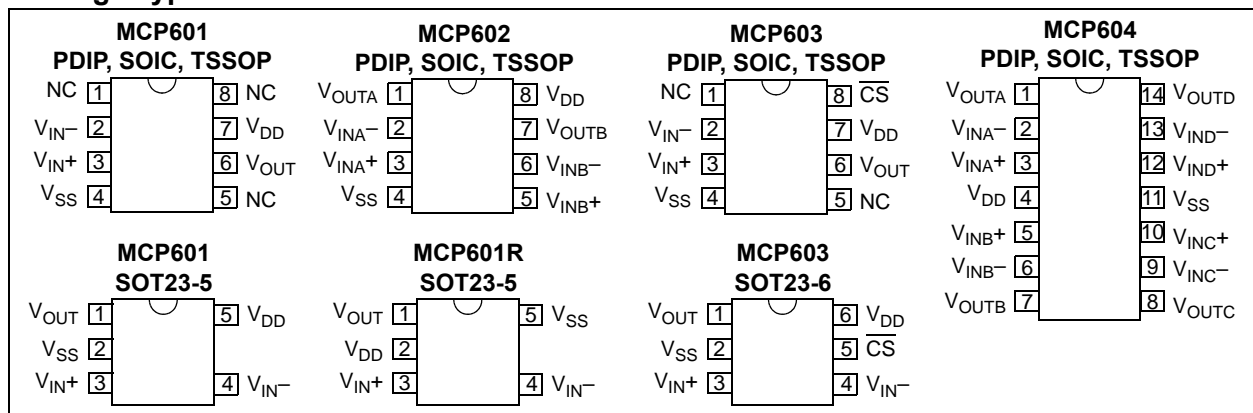 MCP601
PDIP, SOIC, TSSOP
NC 1 8 NC
VIN– 2 7 VDD
VIN+ 3 6 VOUT
VSS 4 5 NC
MCP602
PDIP, SOIC, TSSOP
VOUTA 1 8 VDD
VINA– 2 7 VOUTB
VINA+ 3 6 VINB–
VSS 4 5 VINB+
MCP603
PDIP, SOIC, TSSOP
NC 1 8 CS
VIN– 2 7 VDD
VIN+ 3 6 VOUT
VSS 4 5 NC
MCP604
PDIP, SOIC, TSSOP
VOUTA 1 14 VOUTD
VINA– 2 13 VIND–
VINA+ 3 12 VIND+
VDD 4 11 VSS
VINB+ 5 10 VINC+
VINB– 6 9 VINC–
VOUTB 7 8 VOUTC
MCP601
SOT23-5
VOUT 1 5 VDD
VSS 2
VIN+ 3 4 VIN–
MCP601R
SOT23-5
VOUT 1 5 VSS
VDD 2
VIN+ 3 4 VIN–
MCP603
SOT23-6
VOUT 1 6 VDD
VSS 2 5 CS
VIN+ 3 4 VIN–